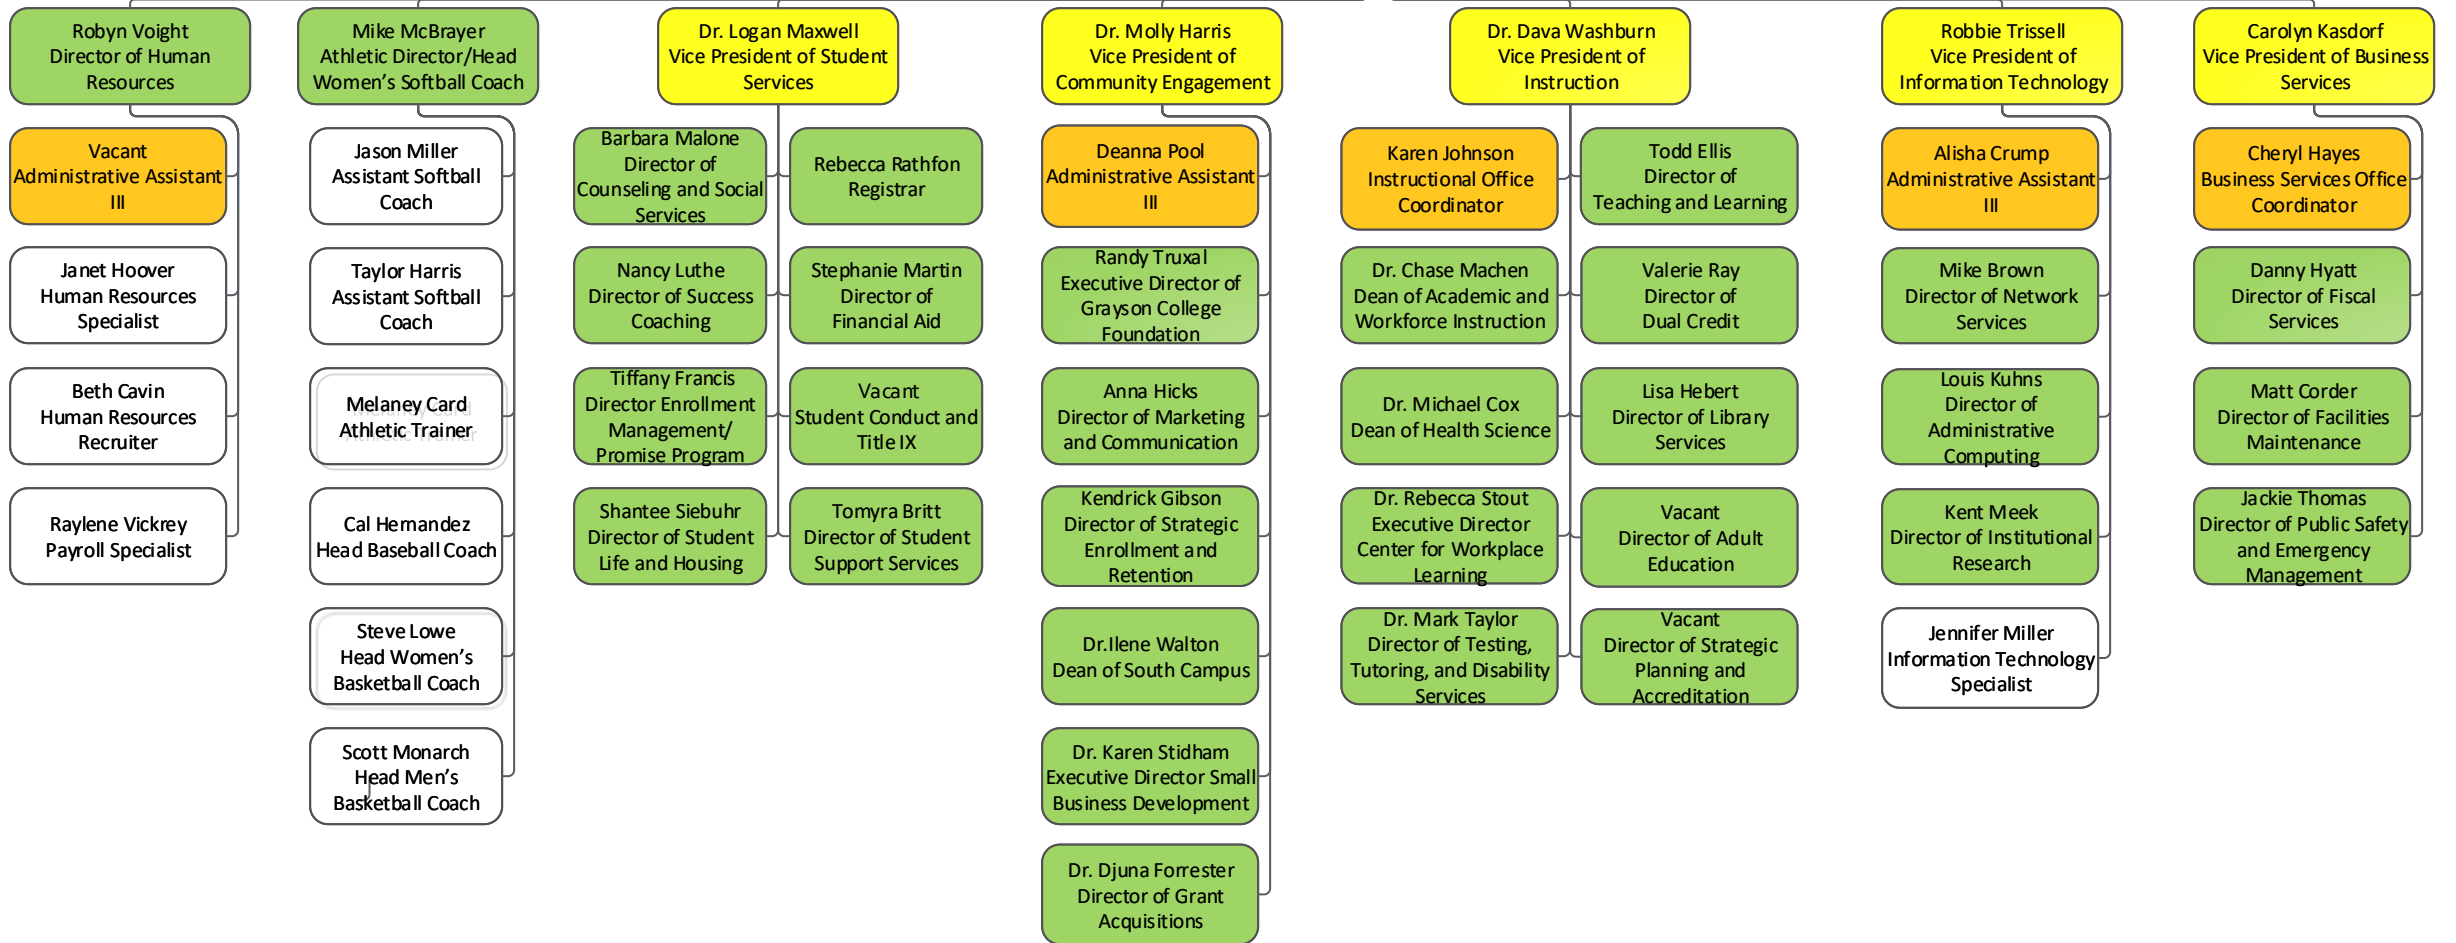 Robyn Voight
Director of Human
Resources
Vacant
Administrative Assistant
III
Janet Hoover
Human Resources
Specialist
Beth Cavin
Human Resources
Recruiter
Raylene Vickrey
Payroll Specialist
Mike McBrayer
Athletic Director/Head
Women’s Softball Coach
Jason Miller
Assistant Softball
Coach
Taylor Harris
Assistant Softball
Coach
Melaney Card
Athletic Trainer
Cal Hernandez
Head Baseball Coach
Steve Lowe
Head Women’s
Basketball Coach
Scott Monarch
Head Men’s
Basketball Coach
Dr. Logan Maxwell
Vice President of Student
Services
Barbara Malone
Director of
Counseling and Social
Services
Rebecca Rathfon
Registrar
Nancy Luthe
Director of Success
Coaching
Stephanie Martin
Director of
Financial Aid
Tiffany Francis
Director Enrollment
Management/
Promise Program
Vacant
Student Conduct and
Title IX
Shantee Siebuhr
Director of Student
Life and Housing
Tomyra Britt
Director of Student
Support Services
Dr. Molly Harris
Vice President of
Community Engagement
Deanna Pool
Administrative Assistant
III
Randy Truxal
Executive Director of
Grayson College
Foundation
Anna Hicks
Director of Marketing
and Communication
Kendrick Gibson
Director of Strategic
Enrollment and
Retention
Dr.Ilene Walton
Dean of South Campus
Dr. Karen Stidham
Executive Director Small
Business Development
Dr. Djuna Forrester
Director of Grant
Acquisitions
Dr. Dava Washburn
Vice President of
Instruction
Karen Johnson
Instructional Office
Coordinator
Todd Ellis
Director of
Teaching and Learning
Dr. Chase Machen
Dean of Academic and
Workforce Instruction
Valerie Ray
Director of
Dual Credit
Dr. Michael Cox
Dean of Health Science
Lisa Hebert
Director of Library
Services
Dr. Rebecca Stout
Executive Director
Center for Workplace
Learning
Vacant
Director of Adult
Education
Dr. Mark Taylor
Director of Testing,
Tutoring, and Disability
Services
Vacant
Director of Strategic
Planning and
Accreditation
Robbie Trissell
Vice President of
Information Technology
Alisha Crump
Administrative Assistant
III
Mike Brown
Director of Network
Services
Louis Kuhns
Director of
Administrative
Computing
Kent Meek
Director of Institutional
Research
Jennifer Miller
Information Technology
Specialist
Carolyn Kasdorf
Vice President of Business
Services
Cheryl Hayes
Business Services Office
Coordinator
Danny Hyatt
Director of Fiscal
Services
Matt Corder
Director of Facilities
Maintenance
Jackie Thomas
Director of Public Safety
and Emergency
Management